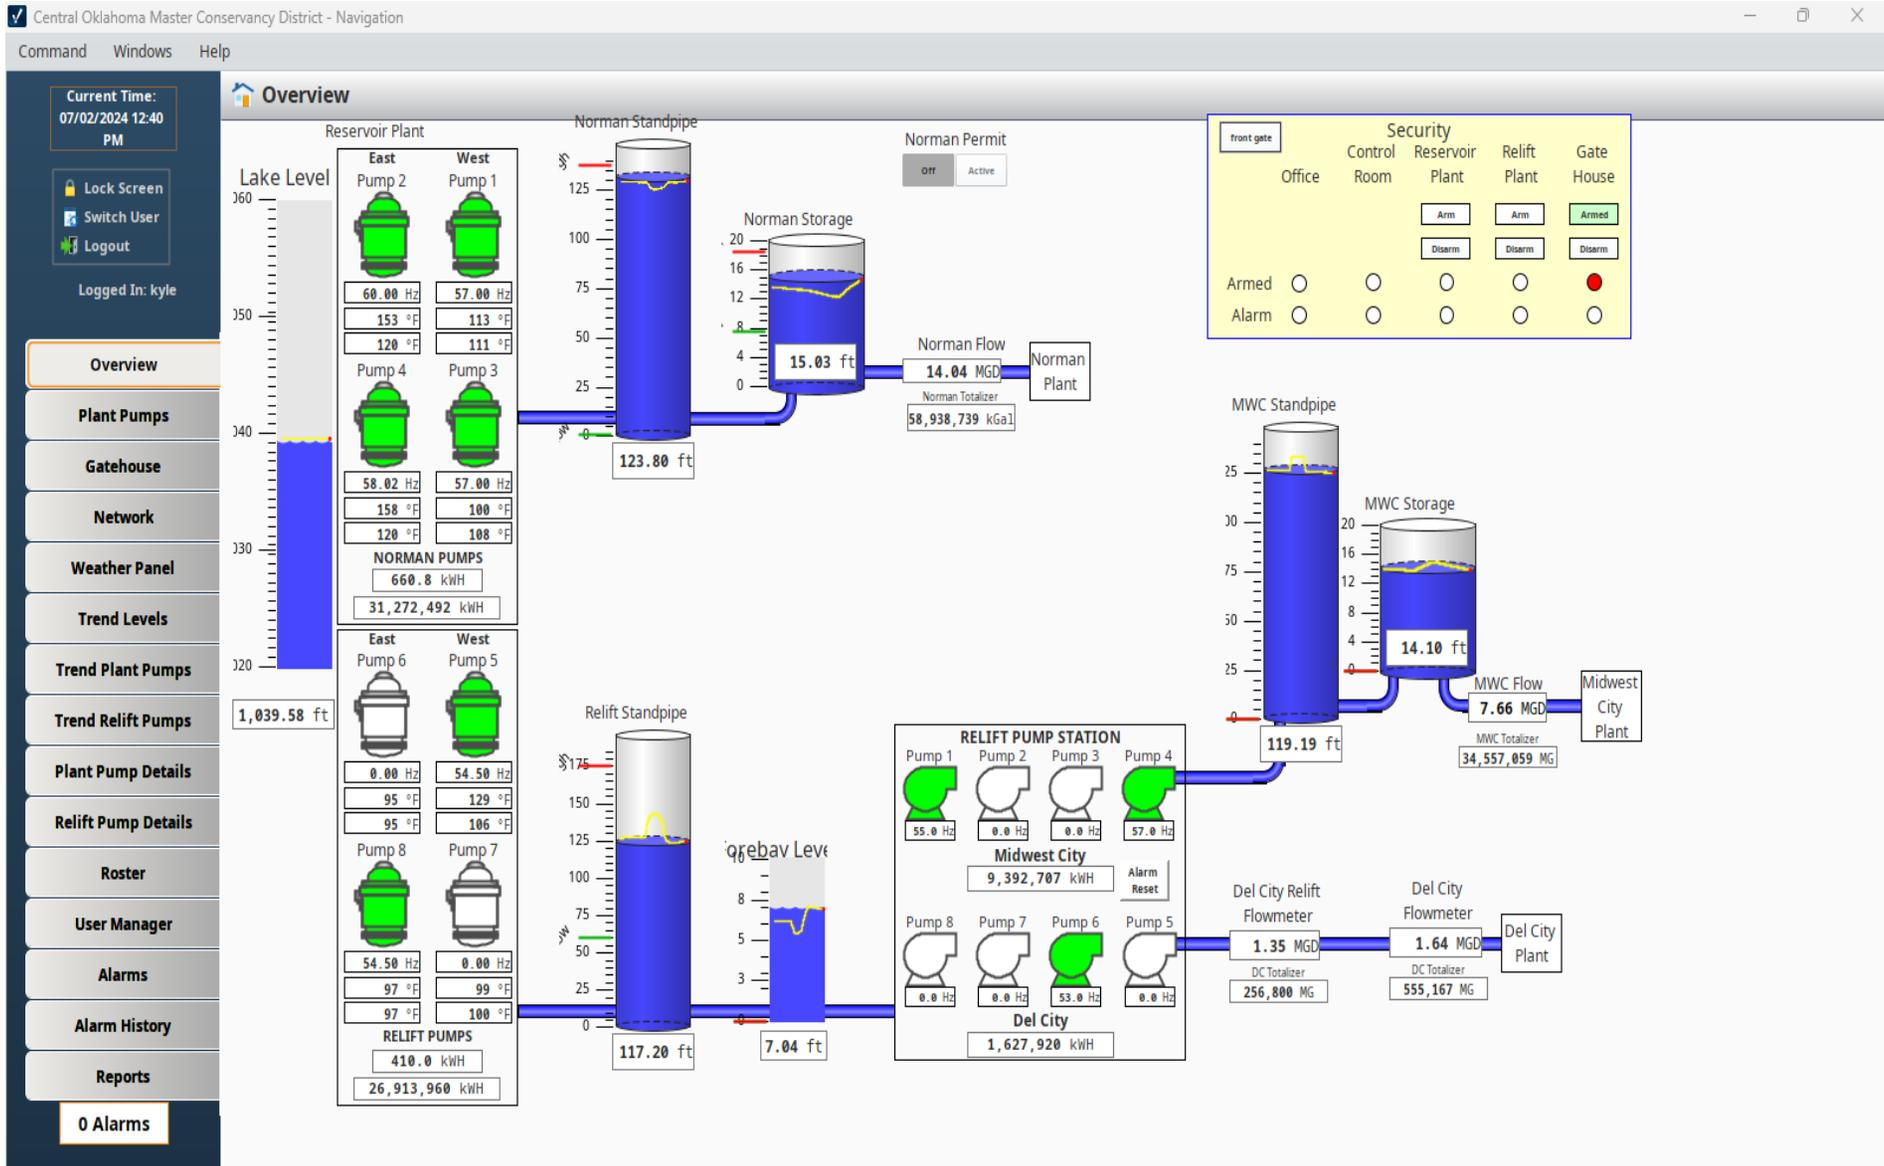 Central Oklahoma Master Conservancy District - Navigation
Command Windows Help
Current Time:
07/02/2024 12:40
PM
Lock Screen
Switch User
Logout
Logged In: kyle
Overview
Plant Pumps
Gatehouse
Network
Weather Panel
Trend Levels
Trend Plant Pumps
Trend Relift Pumps
Plant Pump Details
Relift Pump Details
Roster
User Manager
Alarms
Alarm History
Reports
0 Alarms
Overview
Lake Level
060
050
040
030
020
1,039.58 ft
Reservoir Plant
East West
Pump 2 Pump 1
60.00 Hz 57.00 Hz
153 °F 113 °F
120 °F 111 °F
Pump 4 Pump 3
58.02 Hz 57.00 Hz
158 °F 100 °F
120 °F 108 °F
NORMAN PUMPS
660.8 kWH
31,272,492 kWH
East West
Pump 6 Pump 5
0.00 Hz 54.50 Hz
95 °F 129 °F
95 °F 106 °F
Pump 8 Pump 7
54.50 Hz 0.00 Hz
97 °F 99 °F
97 °F 100 °F
RELIFT PUMPS
410.0 kWH
26,913,960 kWH
Norman Standpipe
125
100
75
50
25
0
123.80 ft
Norman Storage
20
16
12
8
4
0
15.03 ft
Norman Permit
Off Active
Norman Flow
14.04 MGD
Norman Totalizer
58,938,739 kGal
Norman
Plant
front gate
Security
Office
Control
Room
Reservoir
Plant
Relift
Plant
Gate
House
Arm Arm Armed
Disarm Disarm Disarm
Armed
Alarm
MWC Standpipe
25
00
75
50
25
0
119.19 ft
MWC Storage
20
16
12
8
4
0
14.10 ft
MWC Flow
7.66 MGD
MWC Totalizer
34,557,059 MG
Midwest
City
Plant
Relift Standpipe
175
150
125
100
75
50
25
0
117.20 ft
orebay Leve
10
8
5
3
0
7.04 ft
RELIFT PUMP STATION
Pump 1 Pump 2 Pump 3 Pump 4
55.0 Hz 0.0 Hz 0.0 Hz 57.0 Hz
Midwest City
9,392,707 kWH
Alarm
Reset
Pump 8 Pump 7 Pump 6 Pump 5
0.0 Hz 0.0 Hz 53.0 Hz 0.0 Hz
Del City
1,627,920 kWH
Del City Relift
Flowmeter
1.35 MGD
DC Totalizer
256,800 MG
Del City
Flowmeter
1.64 MGD
DC Totalizer
555,167 MG
Del City
Plant